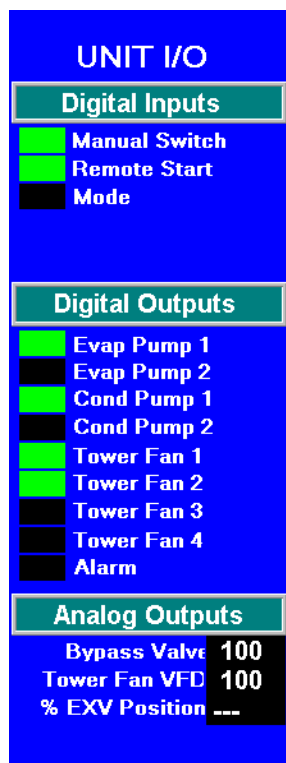 UNIT I/O
Digital Inputs
Manual Switch
Remote Start
Mode
Digital Outputs
Evap Pump 1
Evap Pump 2
Cond Pump 1
Cond Pump 2
Tower Fan 1
Tower Fan 2
Tower Fan 3
Tower Fan 4
Alarm
Analog Outputs
Bypass Valve 100
Tower Fan VFD 100
% EXV Position ---